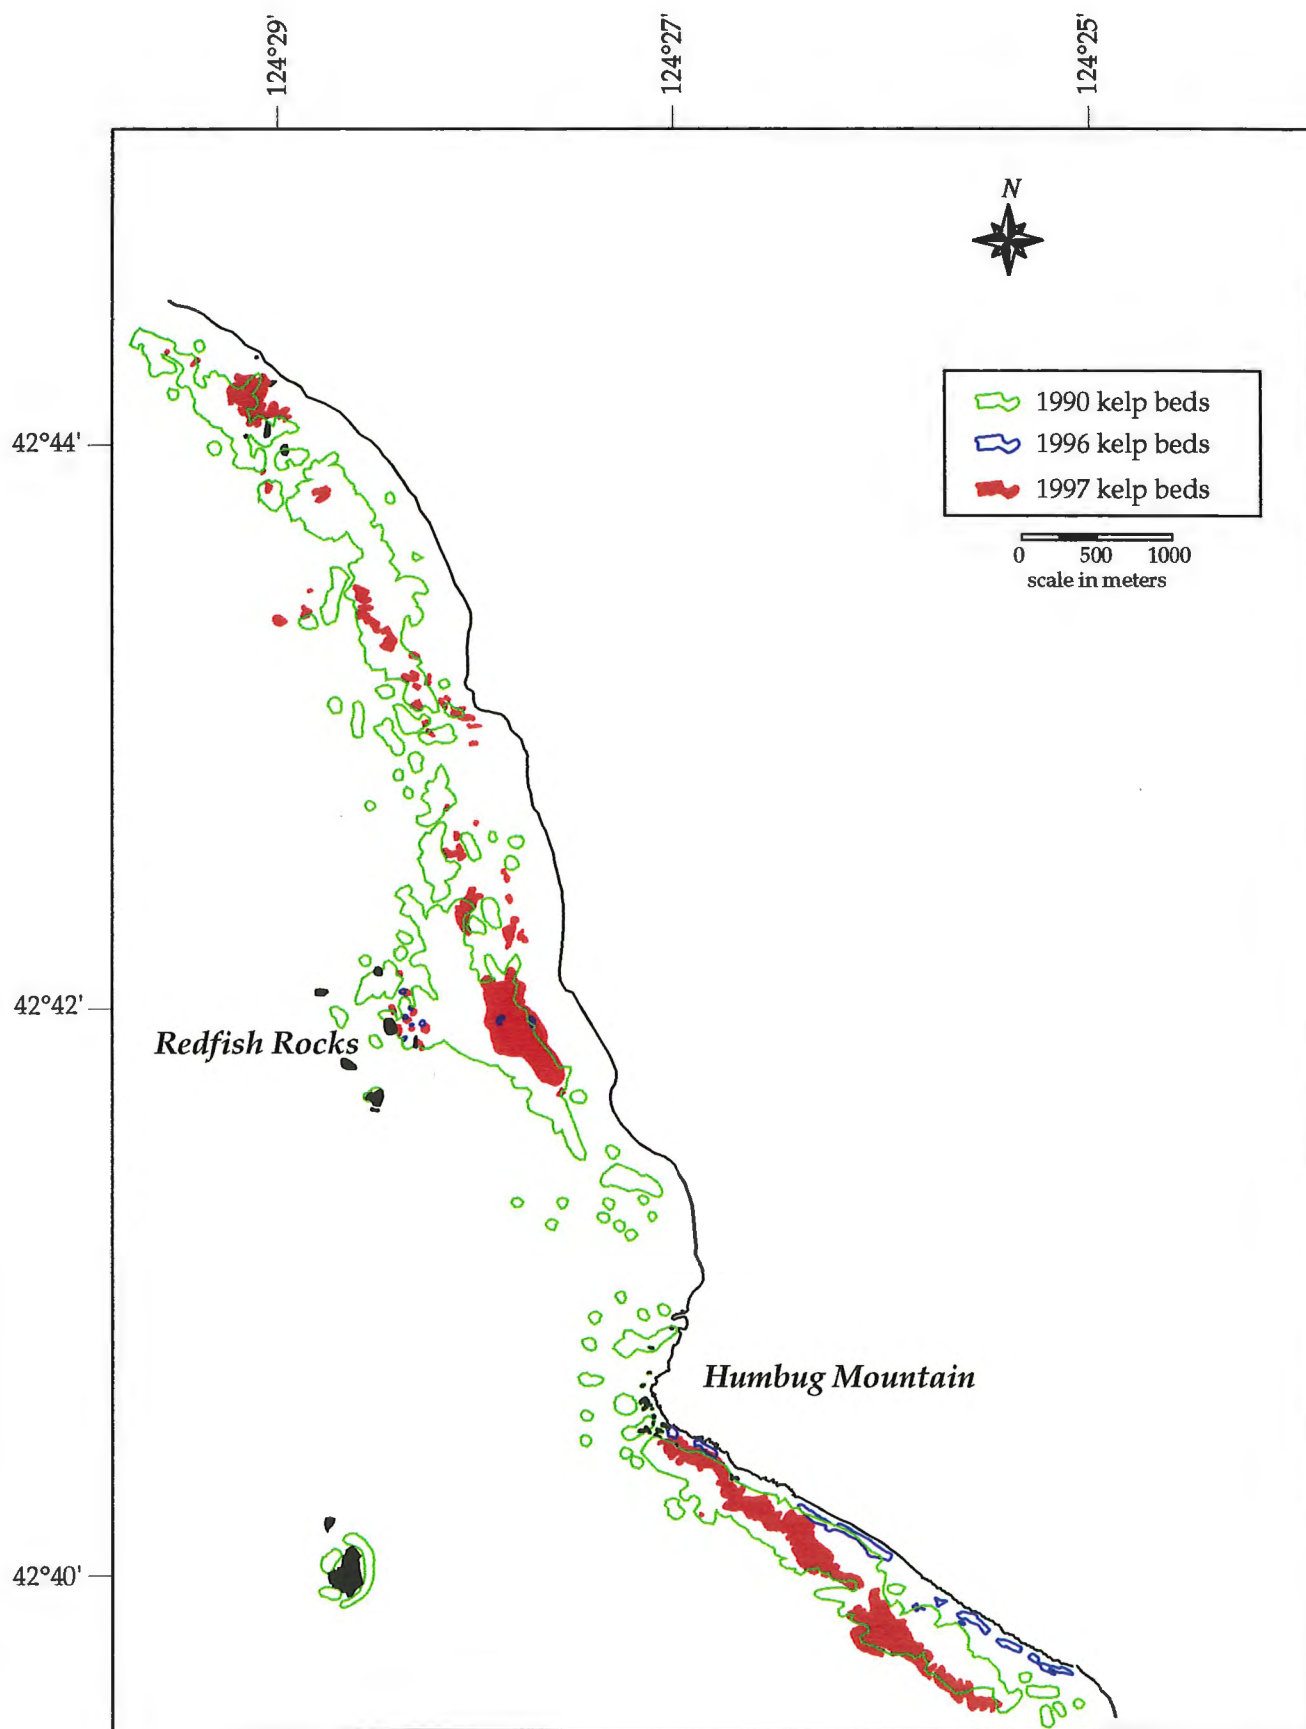 124°29'
124°27'
124°25'
N
1990 kelp beds
1996 kelp beds
1997 kelp beds
0 500 1000
scale in meters
42°44'
42°42'
Redfish Rocks
Humbug Mountain
42°40'